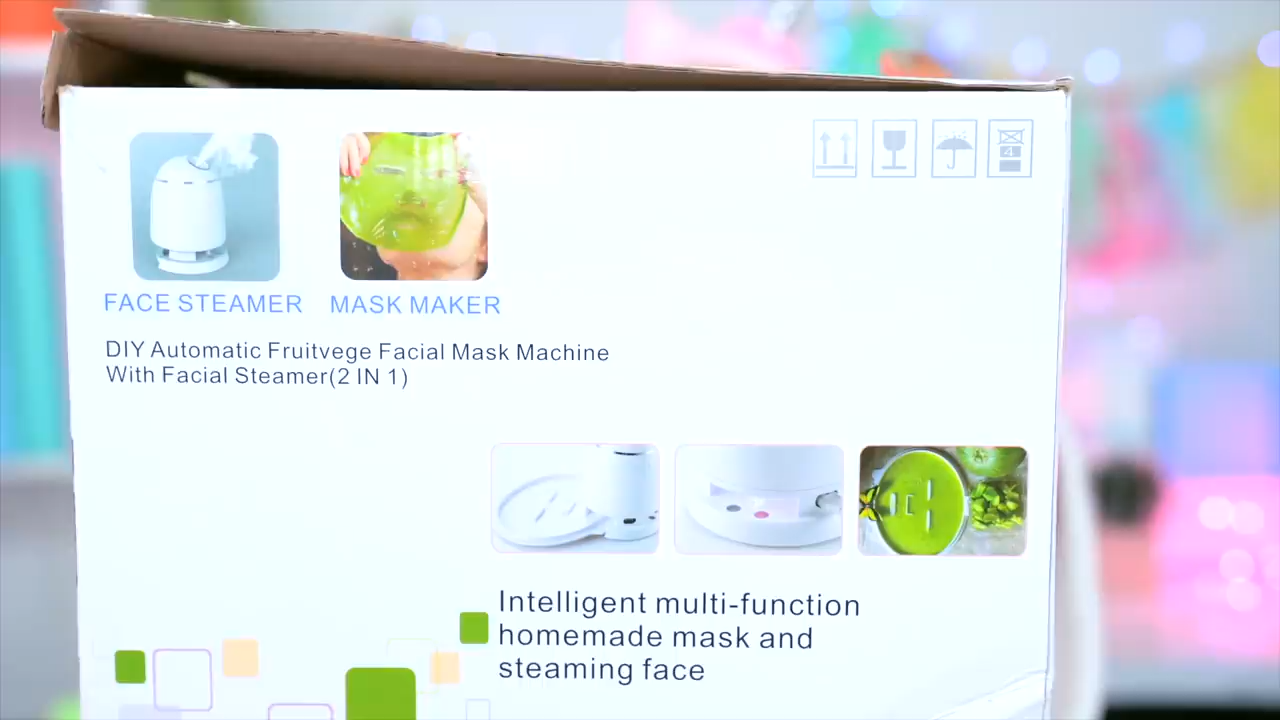 FACE STEAMER MASK MAKER
DIY Automatic Fruitvege Facial Mask Machine
With Facial Steamer(2 IN 1)
4
Intelligent multi-function
homemade mask and
steaming face